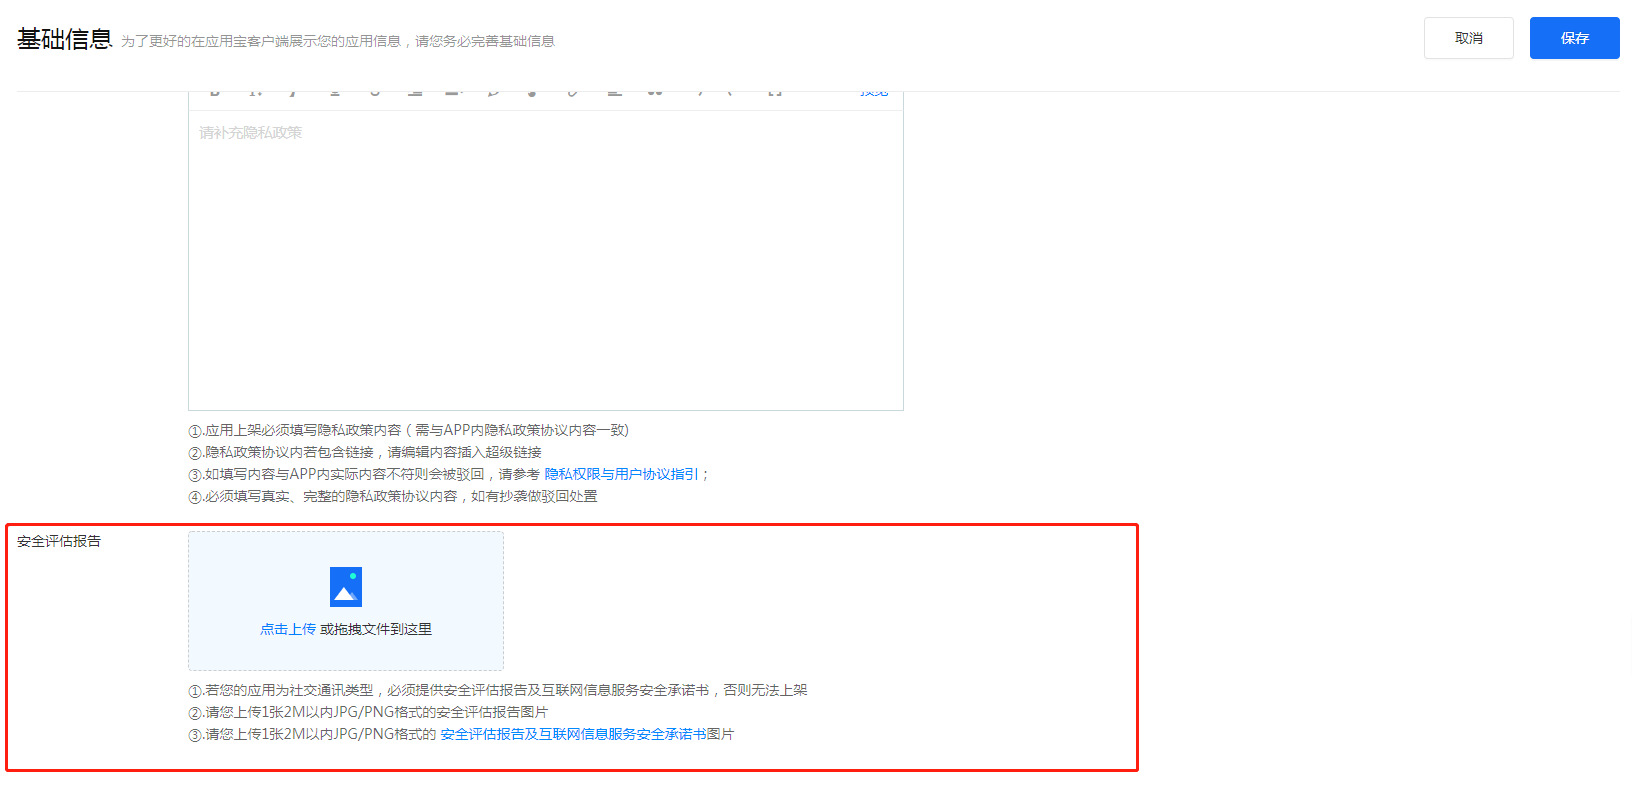 基础信息 为了更好的在应用宝客户端展示您的应用信息，请您务必完善基础信息
取消
保存
预览
请补充隐私政策
①.应用上架必须填写隐私政策内容（需与APP内隐私政策协议内容一致)
②.隐私政策协议内若包含链接，请编辑内容插入超级链接
③.如填写内容与APP内实际内容不符则会被驳回，请参考 隐私权限与用户协议指引；
④.必须填写真实、完整的隐私政策协议内容，如有抄袭做驳回处置
安全评估报告
点击上传 或拖拽文件到这里
①.若您的应用为社交通讯类型，必须提供安全评估报告及互联网信息服务安全承诺书，否则无法上架
②.请您上传1张2M以内JPG/PNG格式的安全评估报告图片
③.请您上传1张2M以内JPG/PNG格式的 安全评估报告及互联网信息服务安全承诺书图片